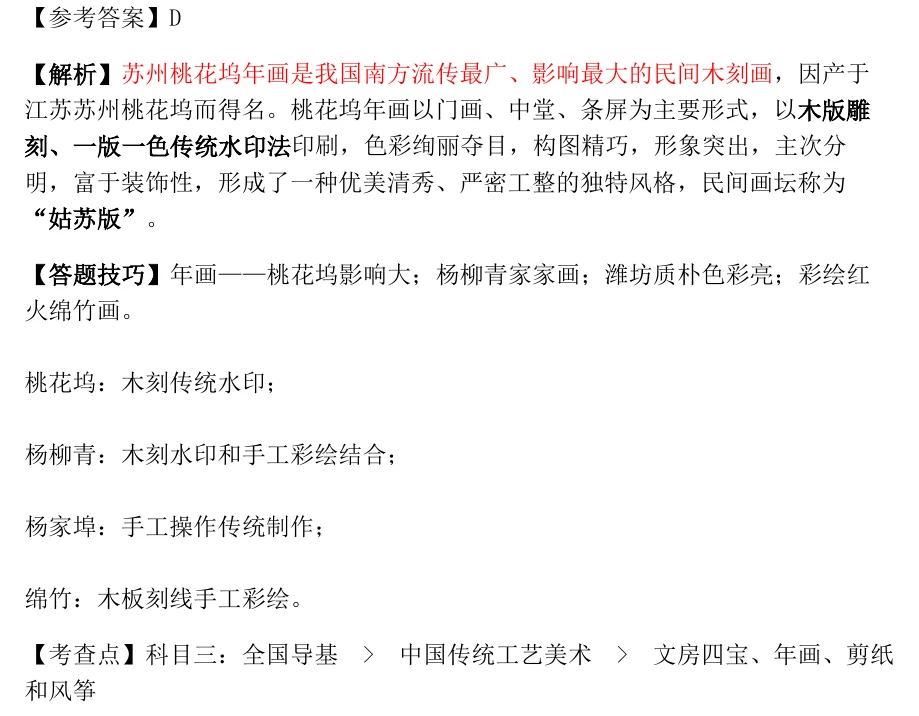 【参考答案】D
【解析】苏州桃花坞年画是我国南方流传最广、影响最大的民间木刻画，因产于
江苏苏州桃花坞而得名。桃花坞年画以门画、中堂、条屏为主要形式，以木版雕
刻、一版一色传统水印法印刷，色彩绚丽夺目，构图精巧，形象突出，主次分
明，富于装饰性，形成了一种优美清秀、严密工整的独特风格，民间画坛称为
“姑苏版”。
【答题技巧】年画——桃花坞影响大；杨柳青家家画；潍坊质朴色彩亮；彩绘红
火绵竹画。
桃花坞：木刻传统水印；
杨柳青：木刻水印和手工彩绘结合；
杨家埠：手工操作传统制作；
绵竹：木板刻线手工彩绘。
【考查点】科目三：全国导基 > 中国传统工艺美术 > 文房四宝、年画、剪纸
和风筝